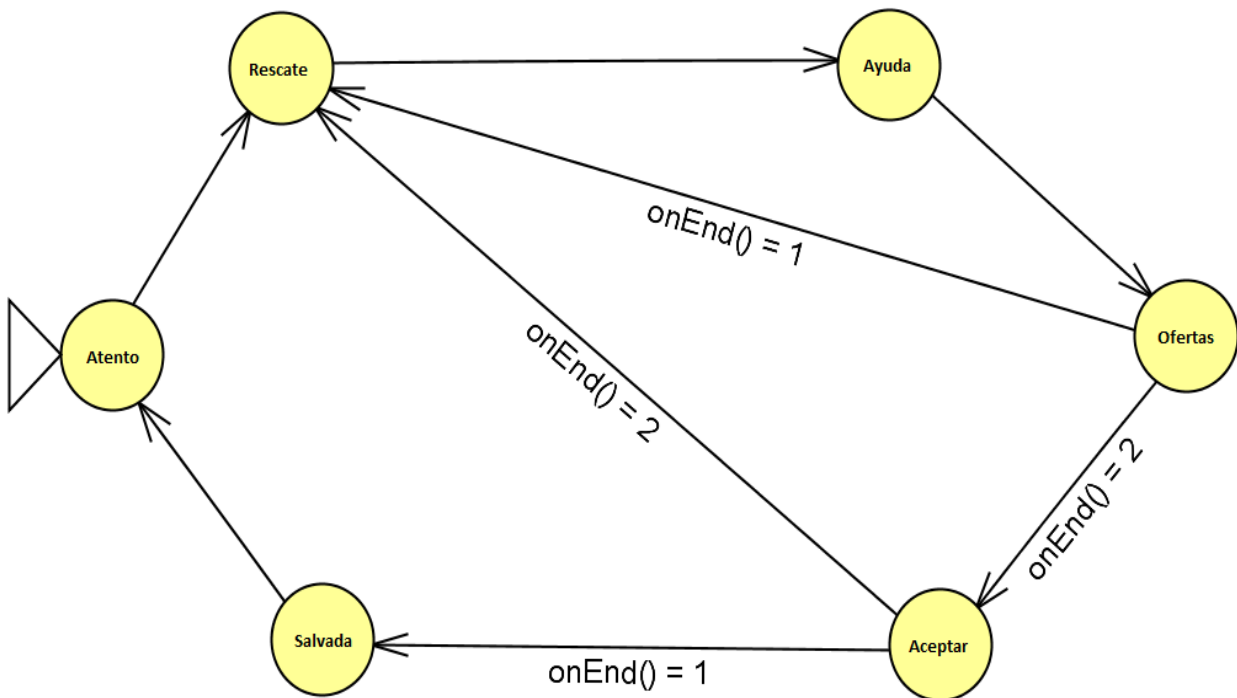 Rescate
Ayuda
onEnd() = 1
Ofertas
Atento
onEnd() = 2
onEnd() = 2
Salvada
Aceptar
onEnd() = 1